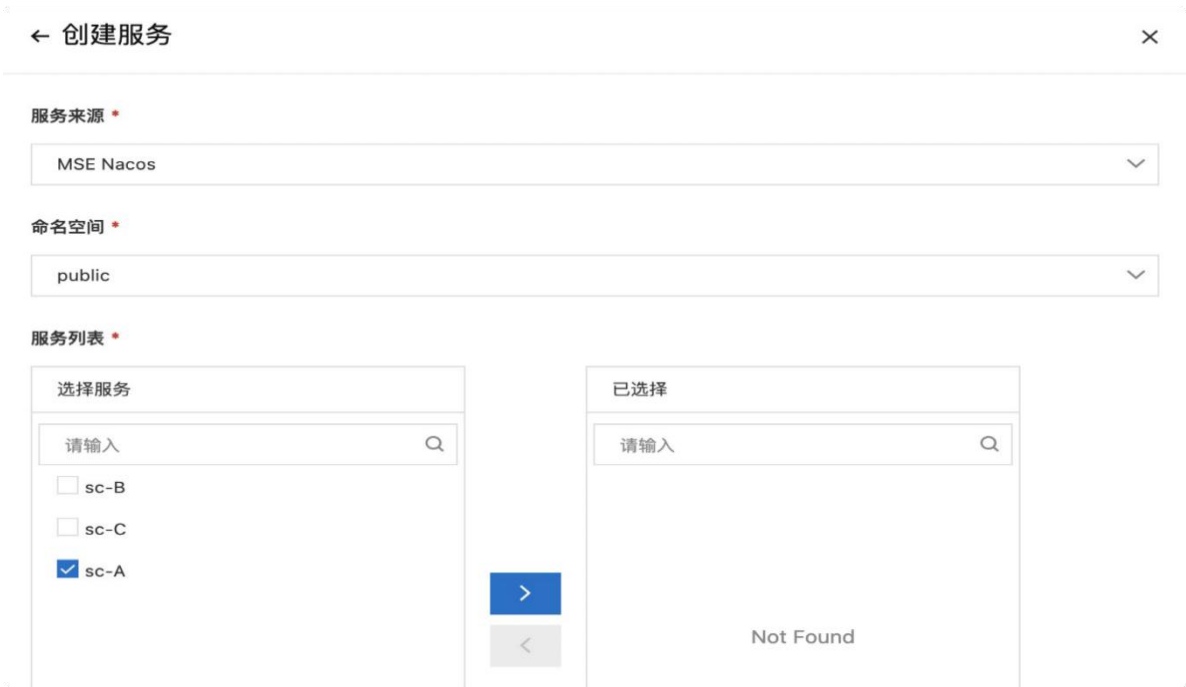 创建服务
服务来源 *
MSE Nacos
命名空间 *
public
服务列表 *
选择服务
请输入
sc-B
sc-C
sc-A
已选择
请输入
Not Found